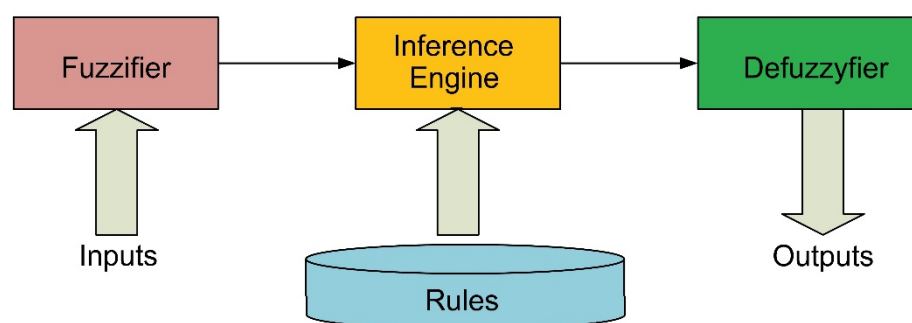 Fuzzifier
Inference
Engine
Defuzzyfier
Inputs
Rules
Outputs